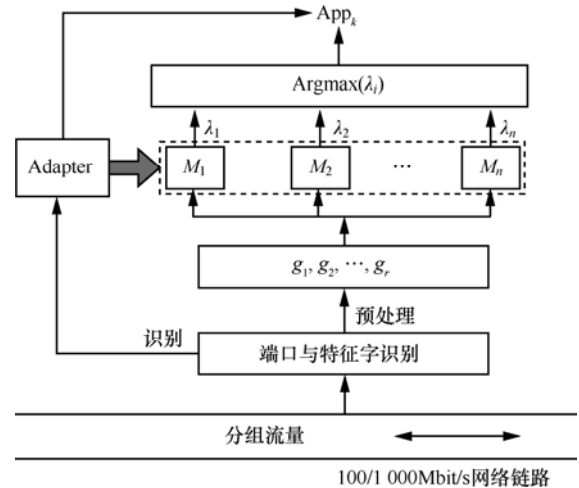 App_k
Argmax(λ_i)
λ_1 λ_2 λ_n
Adapter
M_1 M_2 … M_n
g_1, g_2, …, g_r
预处理
识别
端口与特征字识别
分组流量
100/1 000Mbit/s网络链路